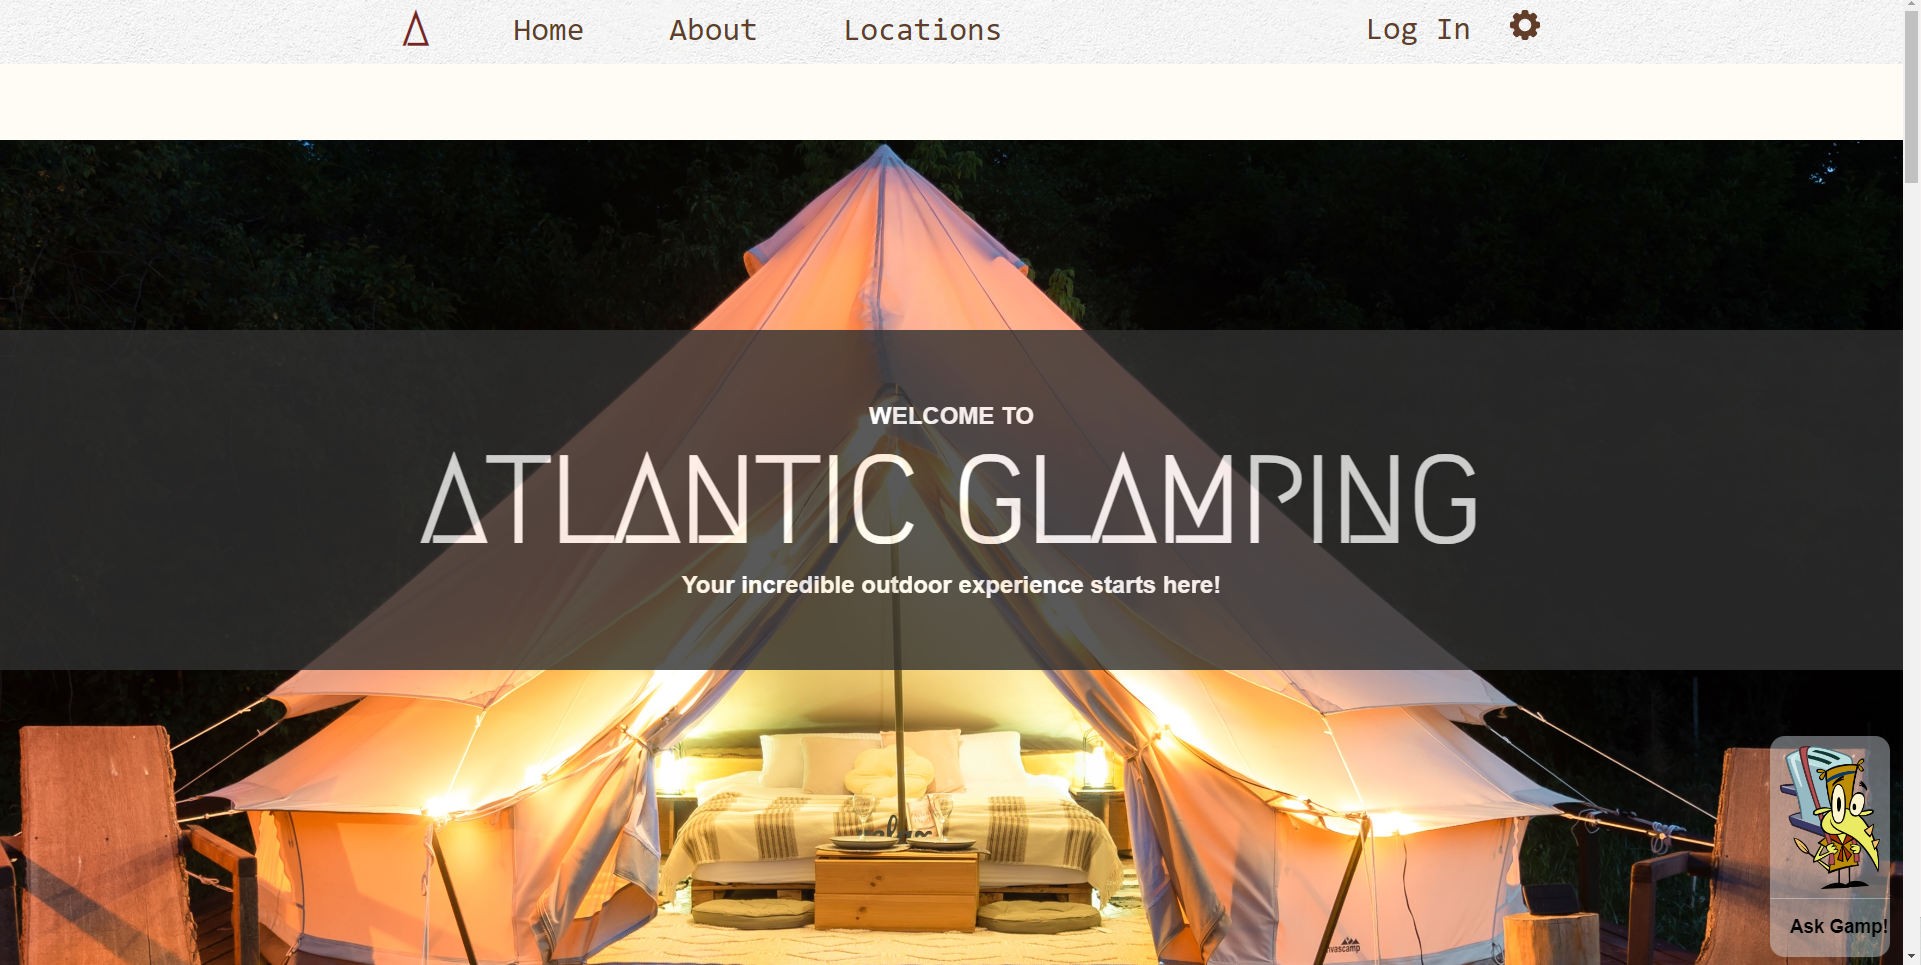 Home About Locations Log In
WELCOME TO
ATLANTIC GLAMPING
Your incredible outdoor experience starts here!
Ask Gamp!